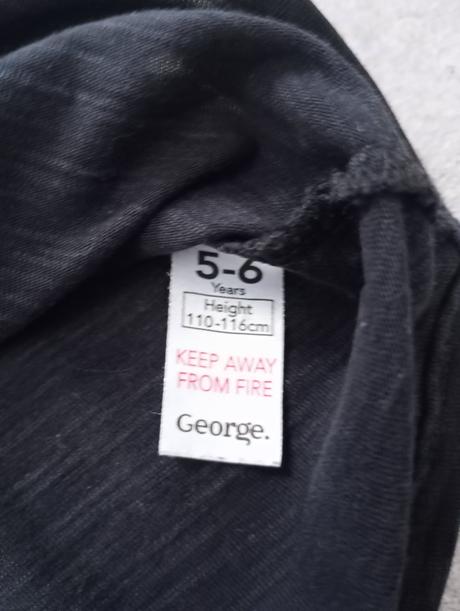 5-6
Years
Height
110-116cm
KEEP AWAY
FROM FIRE
George.